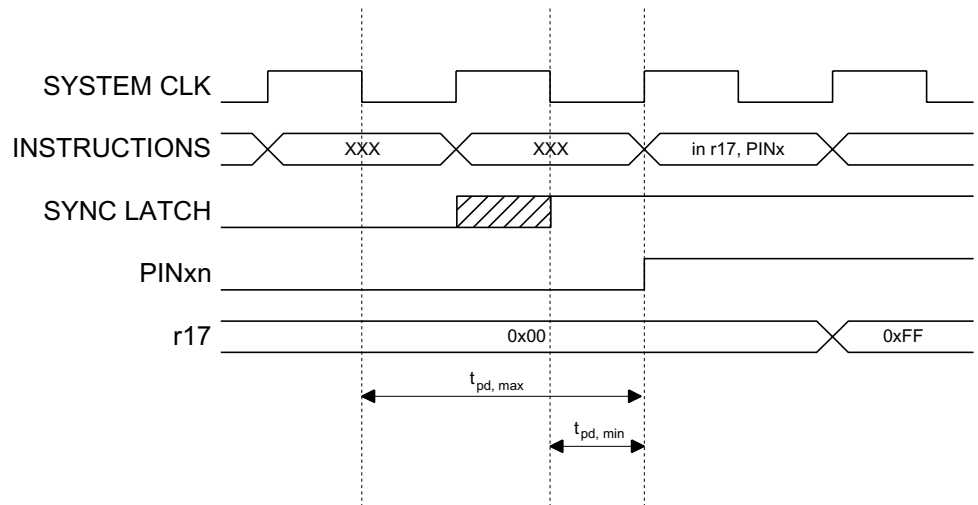 SYSTEM CLK
INSTRUCTIONS XXX XXX in r17, PINx
SYNC LATCH
PINxn
r17 0x00 0xFF
tpd, max
tpd, min